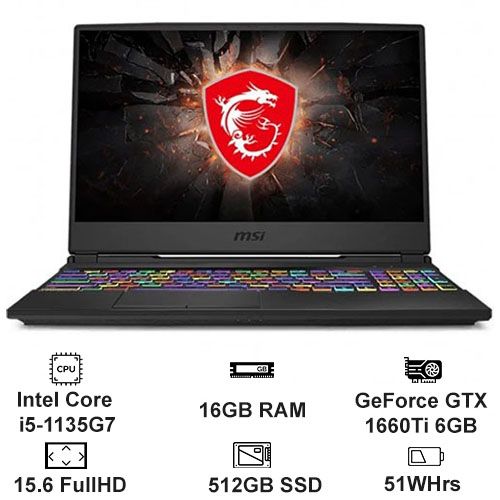 msi
CPU
GB
Intel Core
i5-1135G7
16GB RAM
GeForce GTX
1660Ti 6GB
15.6 FullHD
512GB SSD
51WHrs